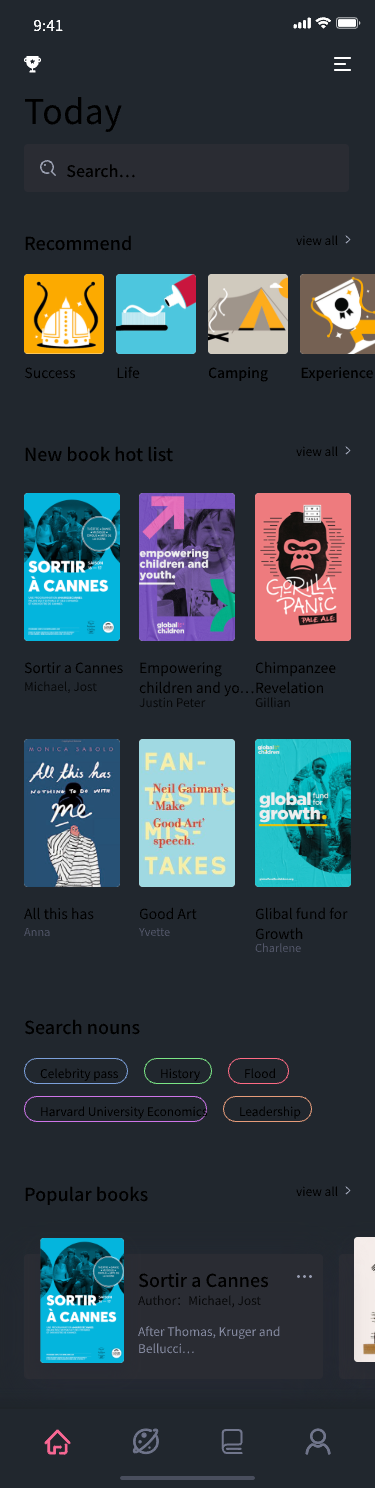 9:41
Today
Search…
Recommend
view all
Success
Life
Camping
Experience
New book hot list
view all
SORTIR
SAISON
À CANNES
empowering
children and
youth.
global
children
GORILLA
PANIC
PALE ALE
Sortir a Cannes
Michael, Jost
Empowering
children and yo…
Justin Peter
Chimpanzee
Revelation
Gillian
MONICA SABOLO
All this has
NOTHING TO DO WITH
me
FAN-
TASTIC
MIS-
TAKES
Neil Gaiman's
'Make
Good Art'
speech.
global
children
global fund
for
growth.
All this has
Anna
Good Art
Yvette
Glibal fund for
Growth
Charlene
Search nouns
Celebrity pass
History
Flood
Harvard University Economics
Leadership
Popular books
view all
SORTIR
À CANNES
Sortir a Cannes
Author: Michael, Jost
After Thomas, Kruger and
Bellucci…